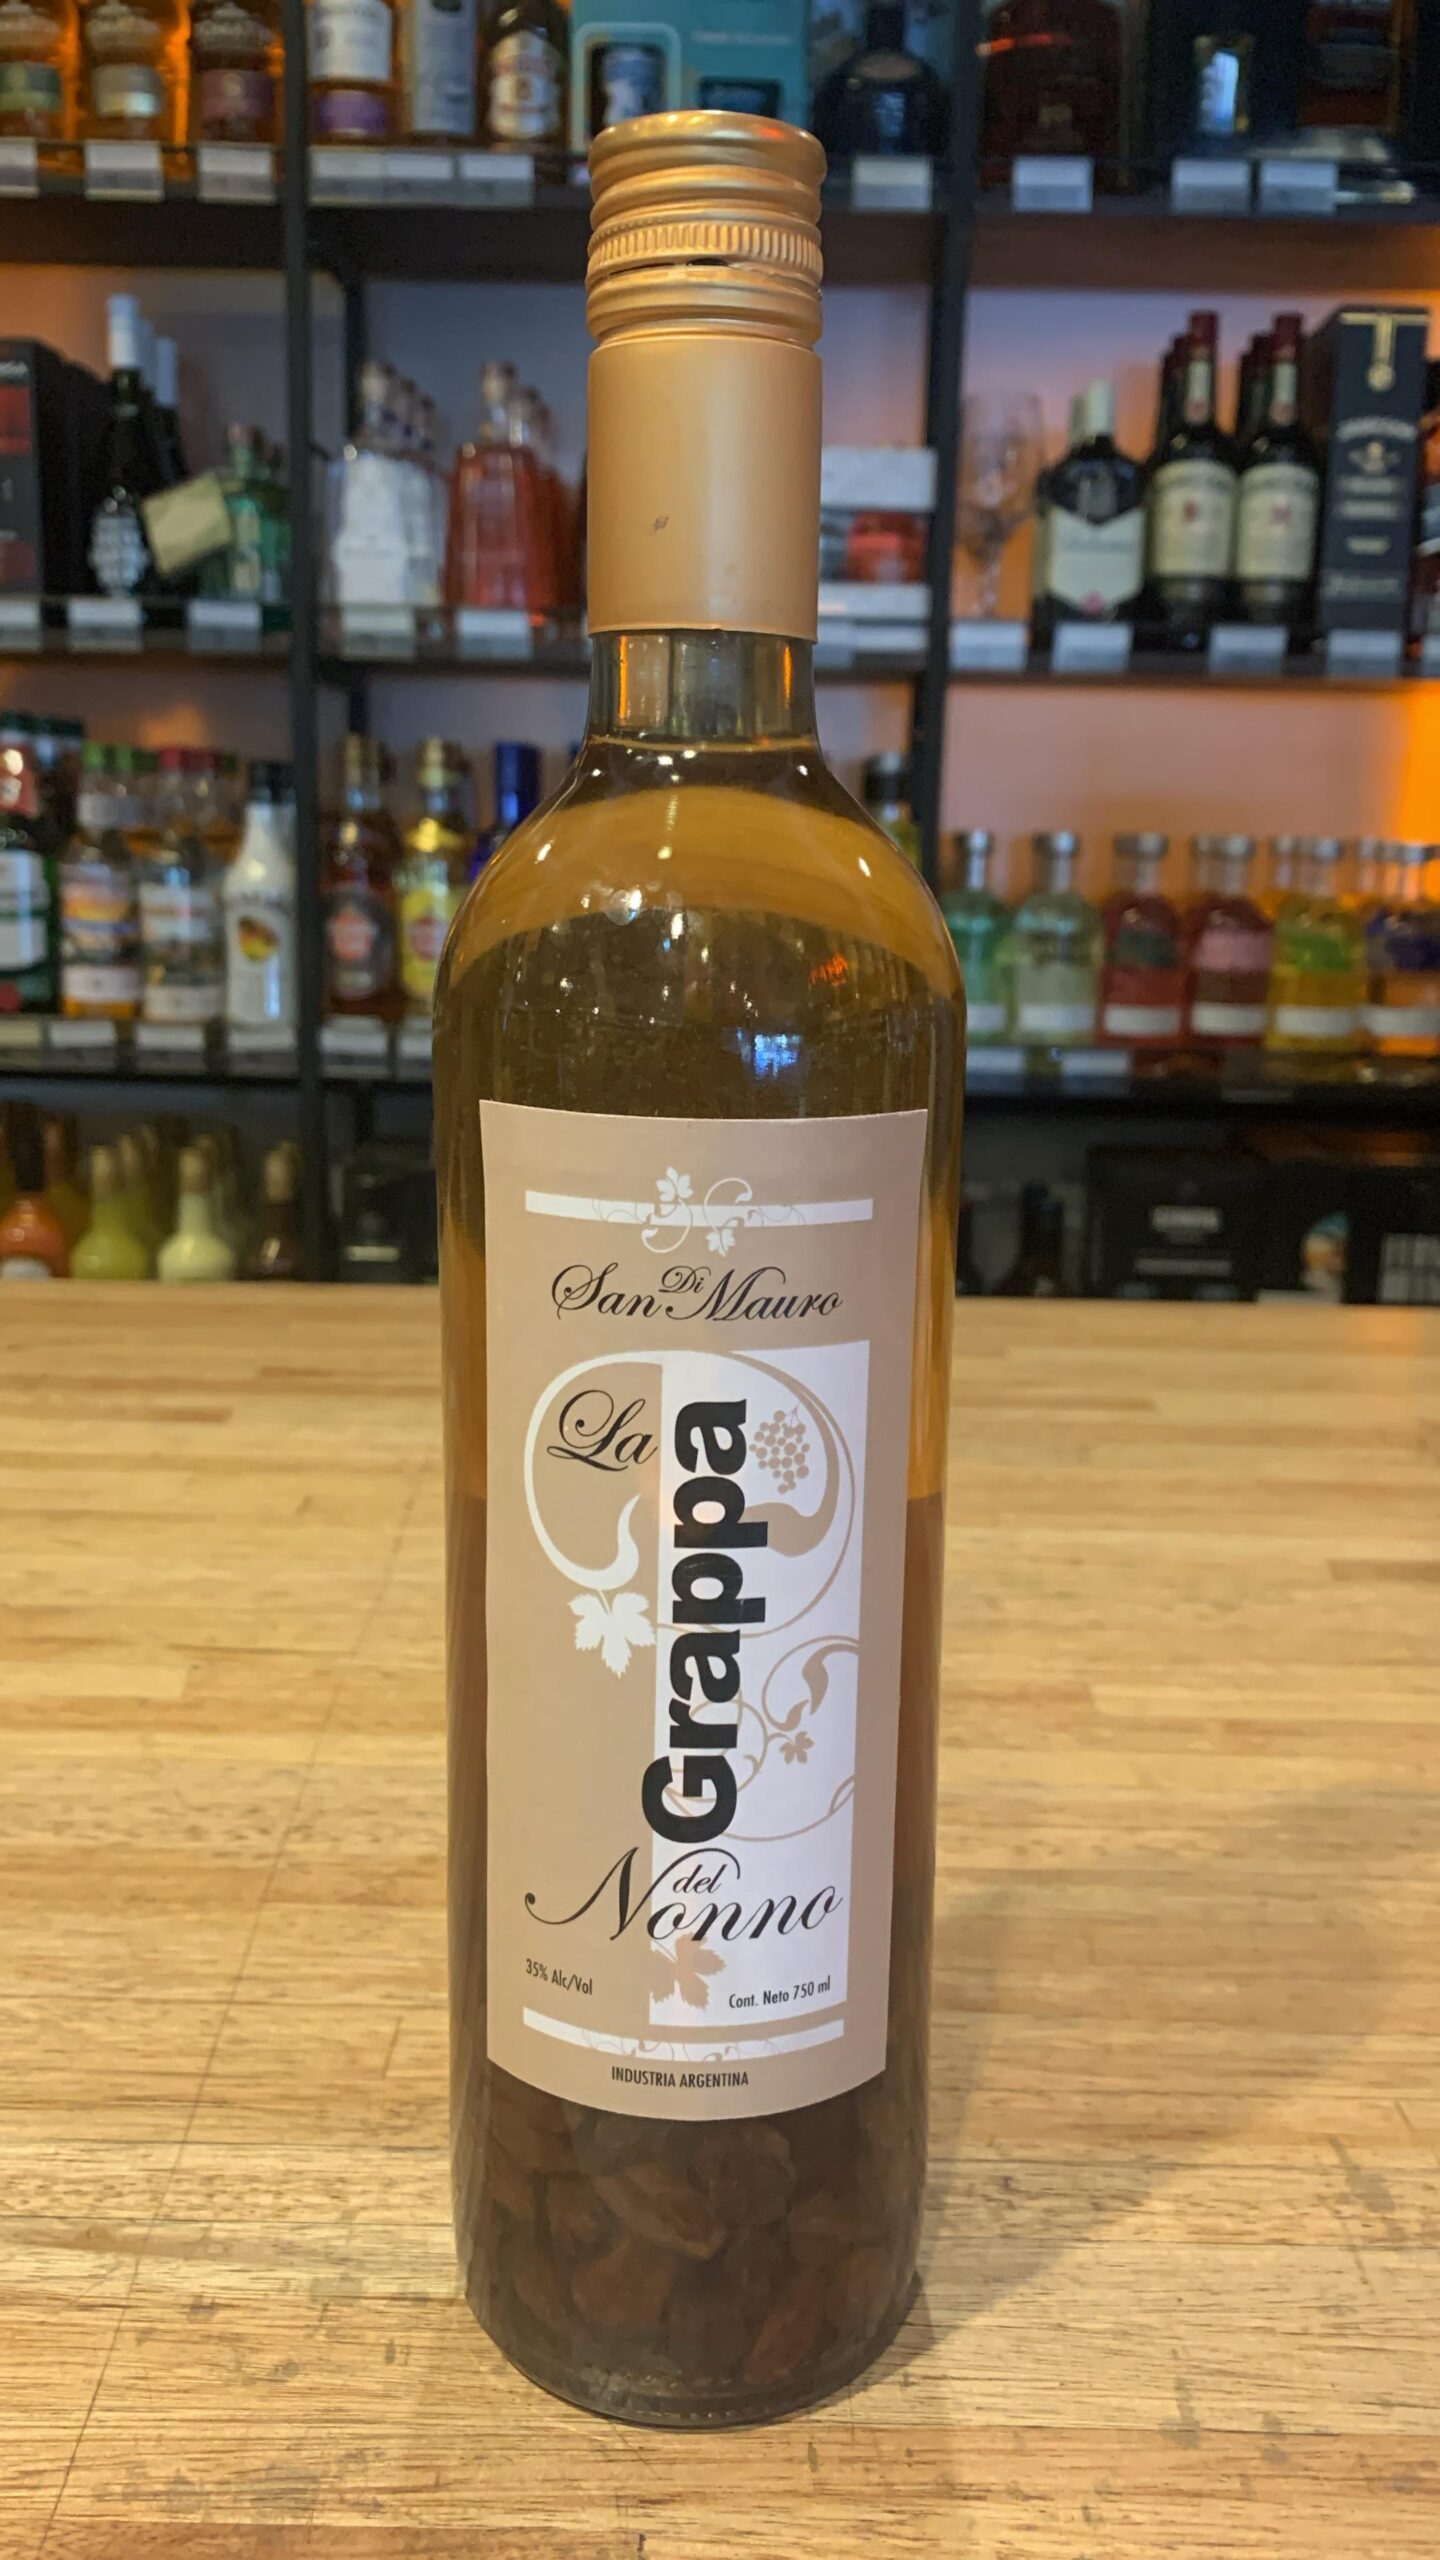 San Di Mauro
La
Grappa
del
Nonno
35% Alc/Vol
Cont. Neto 750 ml
INDUSTRIA ARGENTINA